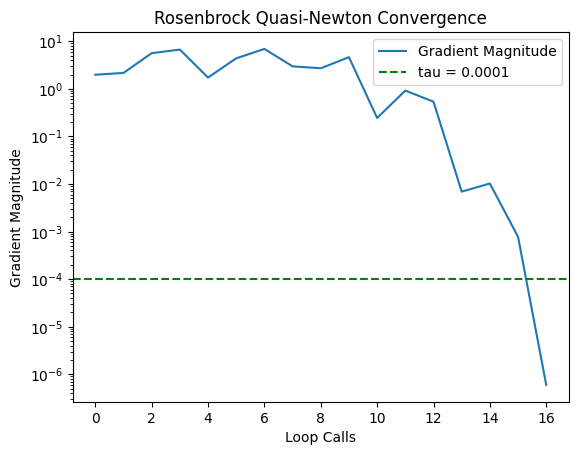 Rosenbrock Quasi-Newton Convergence
Gradient Magnitude
tau = 0.0001
10^1
10^0
10^-1
10^-2
10^-3
10^-4
10^-5
10^-6
Gradient Magnitude
0 2 4 6 8 10 12 14 16
Loop Calls